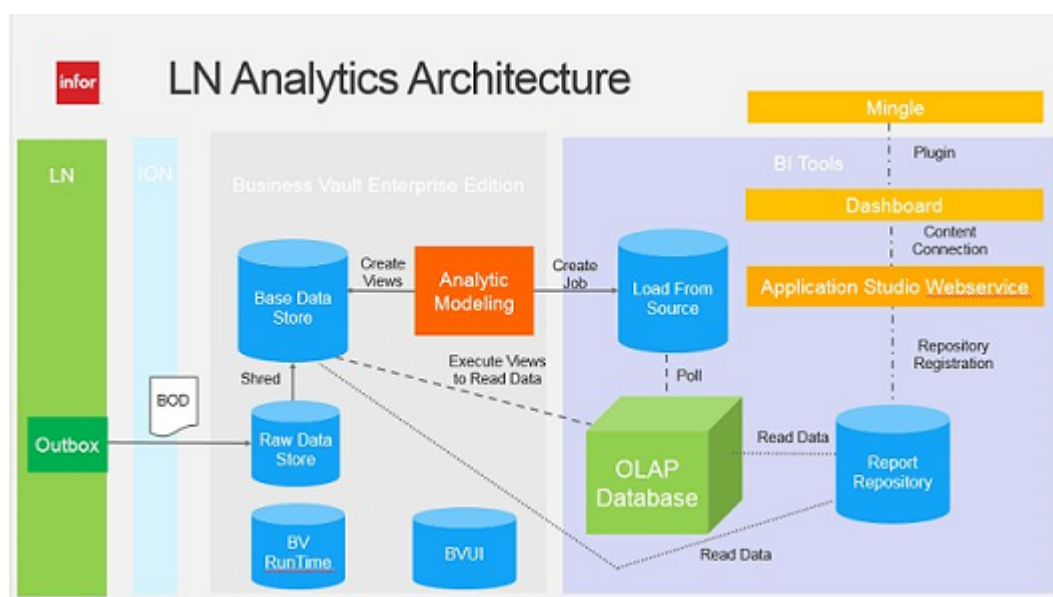 infor
LN Analytics Architecture
Mingle
Plugin
LN
ION
Business Vault Enterprise Edition
BI Tools
Dashboard
Content
Connection
Application Studio Webservice
Base Data
Store
Create
Views
Analytic
Modeling
Create
Job
Load From
Source
Repository
Registration
Execute Views
to Read Data
Poll
Shred
BOD
Outbox
Raw Data
Store
OLAP
Database
Read Data
Report
Repository
BV
RunTime
BVUI
Read Data